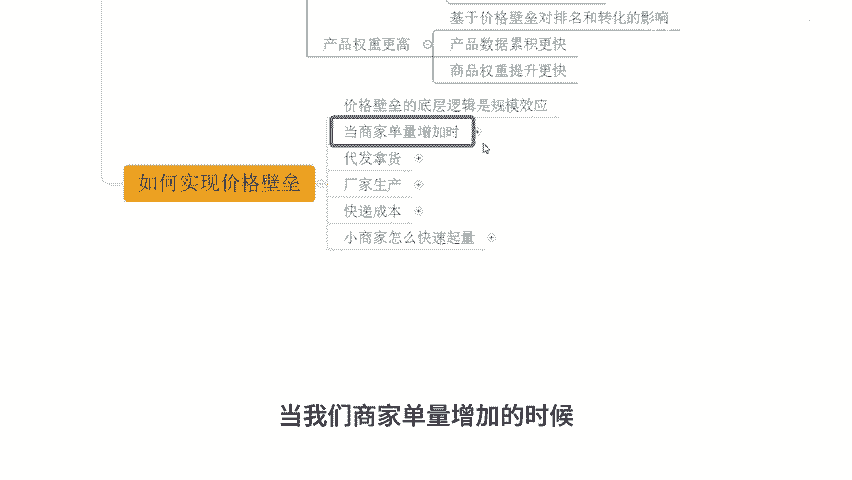 基于价格壁垒对排名和转化的影响
产品权重更高
产品数据累积更快
商品权重提升更快
价格壁垒的底层逻辑是规模效应
当商家单量增加时
代发拿货
如何实现价格壁垒
厂家生产
快递成本
小商家怎么快速起量
当我们商家单量增加的时候